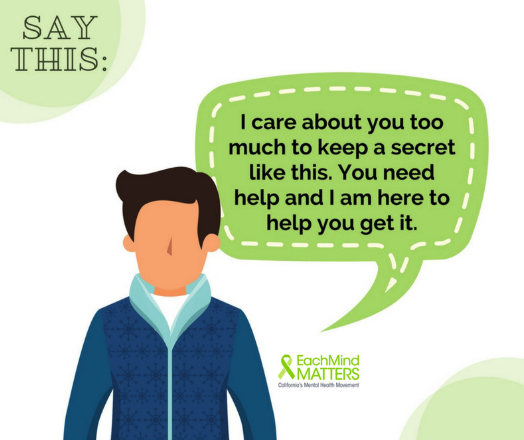 SAY
THIS:
I care about you too
much to keep a secret
like this. You need
help and I am here to
help you get it.
EachMind
MATTERS
California's Mental Health Movement